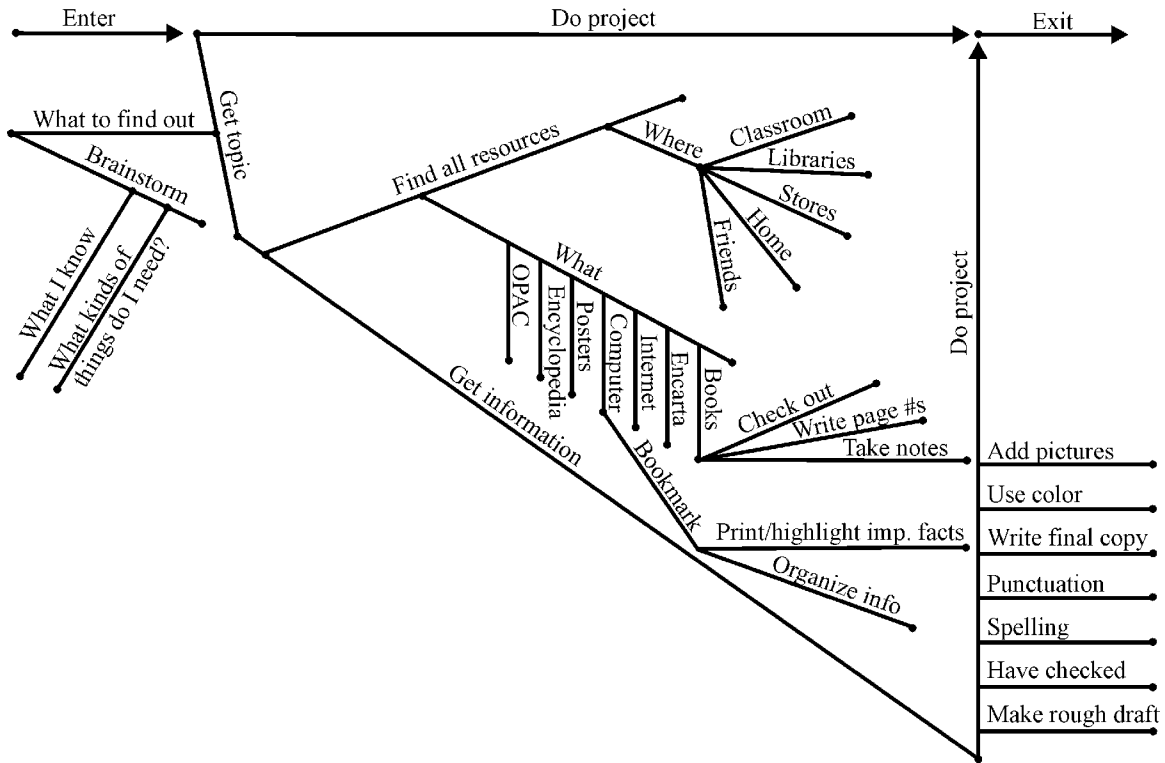 Enter
Do project
Exit
Get topic
What to find out
Brainstorm
What I know
What kinds of
things do I need?
Find all resources
Where
Classroom
Libraries
Stores
Home
Friends
What
OPAC
Encyclopedia
Posters
Computer
Internet
Encarta
Books
Check out
Write page #s
Take notes
Bookmark
Print/highlight imp. facts
Organize info
Get information
Do project
Add pictures
Use color
Write final copy
Punctuation
Spelling
Have checked
Make rough draft